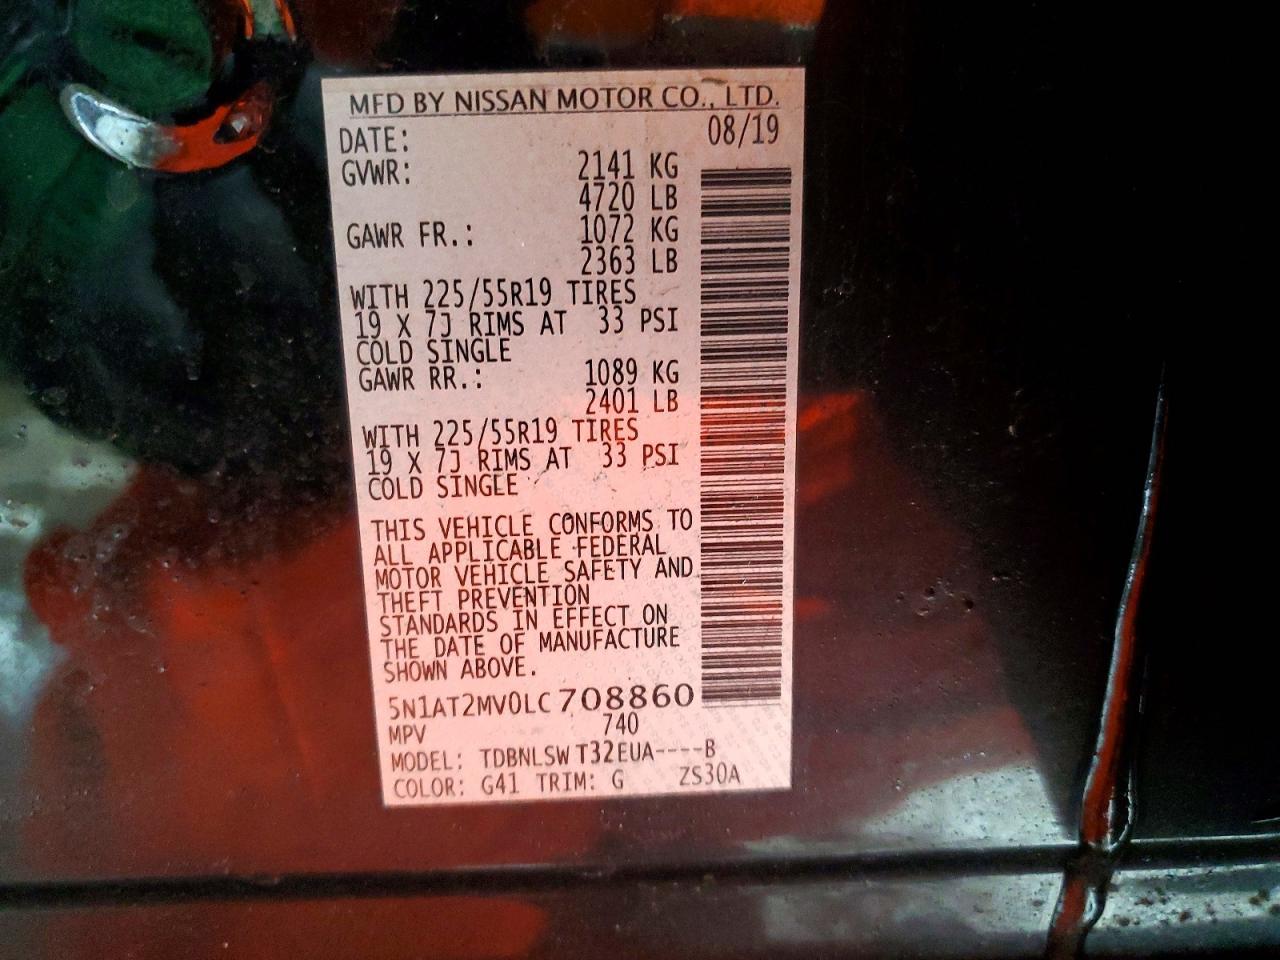 MFD BY NISSAN MOTOR CO., LTD.
DATE: 08/19
GVWR: 2141 KG
4720 LB
GAWR FR.: 1072 KG
2363 LB
WITH 225/55R19 TIRES
19 X 7J RIMS AT 33 PSI
COLD SINGLE
GAWR RR.: 1089 KG
2401 LB
WITH 225/55R19 TIRES
19 X 7J RIMS AT 33 PSI
COLD SINGLE
THIS VEHICLE CONFORMS TO
ALL APPLICABLE FEDERAL
MOTOR VEHICLE SAFETY AND
THEFT PREVENTION
STANDARDS IN EFFECT ON
THE DATE OF MANUFACTURE
SHOWN ABOVE.
5N1AT2MV0LC708860
MPV 740
MODEL: TDBNLSW T32EUA----B
COLOR: G41 TRIM: G ZS30A